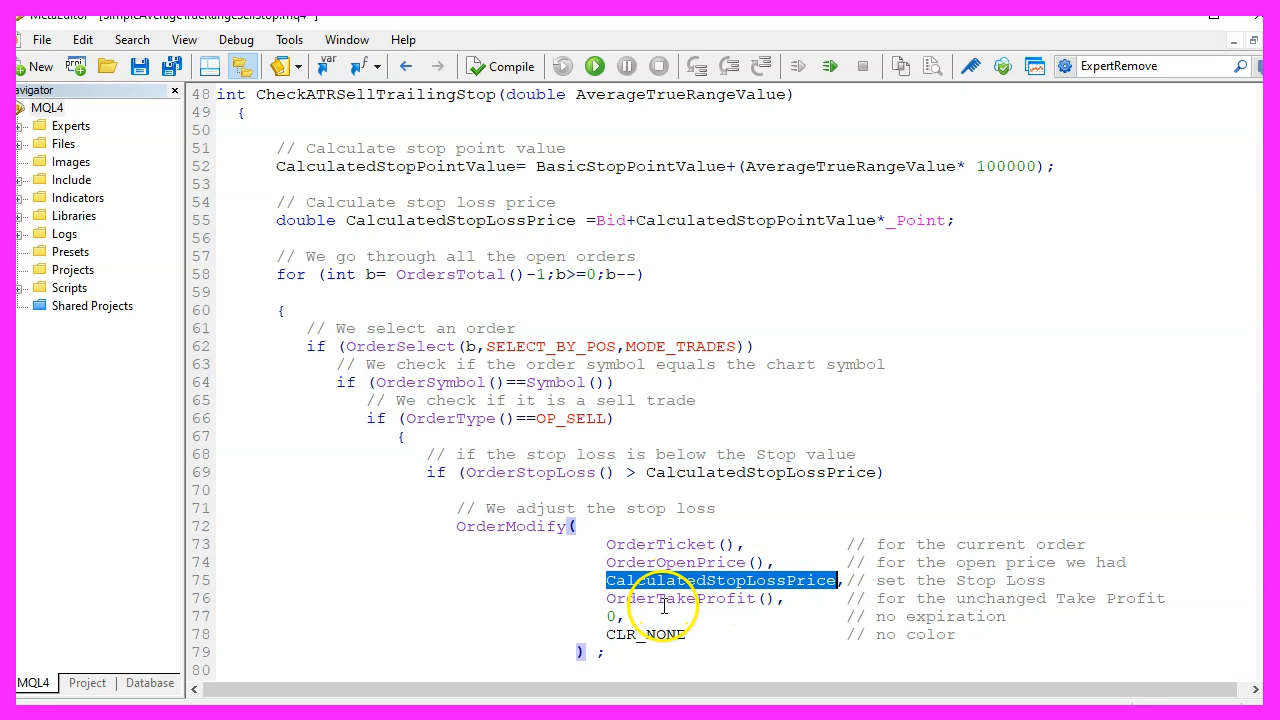 MetaEditor - [SimpleAverageTrueRangeSellStop.mq4 *]
File Edit Search View Debug Tools Window Help
New Compile ExpertRemove
avigator
MQL4
Experts
Files
Images
Include
Indicators
Libraries
Logs
Presets
Projects
Scripts
Shared Projects
48 int CheckATRSellTrailingStop(double AverageTrueRangeValue)
49 {
50
51 // Calculate stop point value
52 CalculatedStopPointValue= BasicStopPointValue+(AverageTrueRangeValue* 100000);
53
54 // Calculate stop loss price
55 double CalculatedStopLossPrice =Bid+CalculatedStopPointValue*_Point;
56
57 // We go through all the open orders
58 for (int b= OrdersTotal()-1;b>=0;b--)
59
60 {
61 // We select an order
62 if (OrderSelect(b,SELECT_BY_POS,MODE_TRADES))
63 // We check if the order symbol equals the chart symbol
64 if (OrderSymbol()==Symbol())
65 // We check if it is a sell trade
66 if (OrderType()==OP_SELL)
67 {
68 // if the stop loss is below the Stop value
69 if (OrderStopLoss() > CalculatedStopLossPrice)
70
71 // We adjust the stop loss
72 OrderModify(
73 OrderTicket(), // for the current order
74 OrderOpenPrice(), // for the open price we had
75 CalculatedStopLossPrice,// set the Stop Loss
76 OrderTakeProfit(), // for the unchanged Take Profit
77 0, // no expiration
78 CLR_NONE // no color
79 ) ;
80
MQL4 Project Database